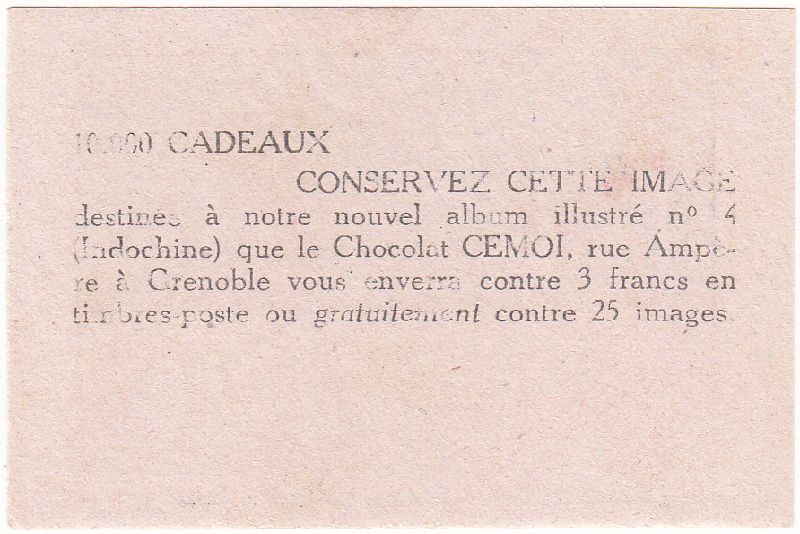 10.000 CADEAUX
CONSERVEZ CETTE IMAGE
destinée à notre nouvel album illustré nº 4
(Indochine) que le Chocolat CEMOI, rue Ampè-
re à Grenoble vous enverra contre 3 francs en
timbres-poste ou gratuitement contre 25 images.